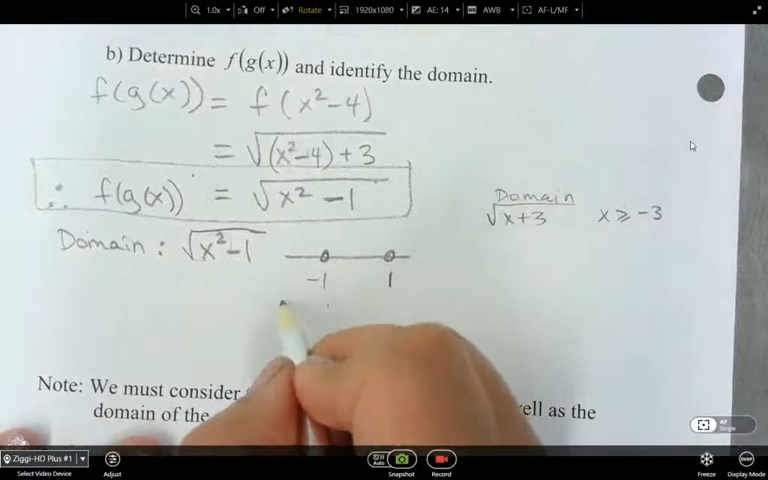 1.0x Off Rotate 1920x1080 AE: 14 AWB AF-L/MF
b) Determine f(g(x)) and identify the domain.
f(g(x)) = f(x²-4)
= √(x²-4)+3
∴ f(g(x)) = √x² -1
Domain
√x+3 x ≥ -3
Domain : √x²-1
-1 1
Note: We must consider
ell as the
domain of the
AF
Single
Ziggi-HD Plus #1
Auto
Select Video Device Adjust Snapshot Record Freeze Display Mode